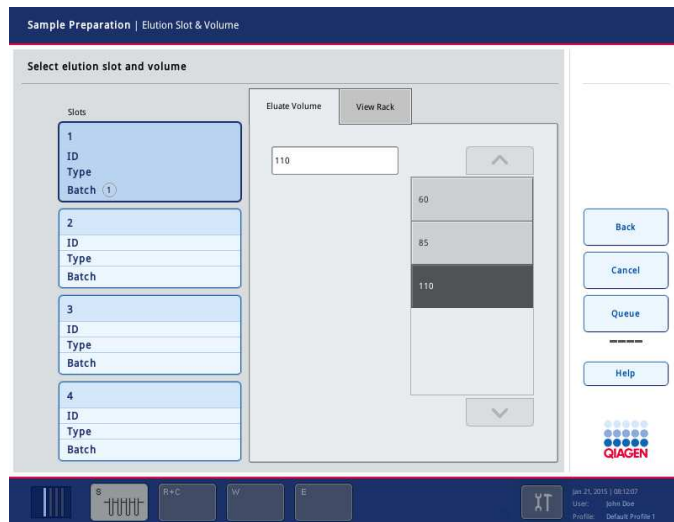 Sample Preparation | Elution Slot & Volume
Select elution slot and volume
Slots
1
ID
Type
Batch 1
2
ID
Type
Batch
3
ID
Type
Batch
4
ID
Type
Batch
Eluate Volume
View Rack
110
60
85
110
Back
Cancel
Queue
Help
QIAGEN
S
R+C
W
E
Jan 21, 2015 | 08:12:07
User: John Doe
Profile: Default Profile 1